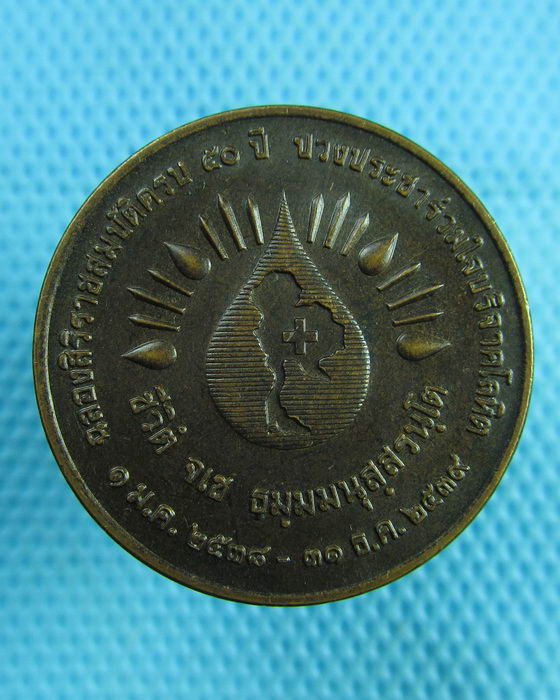 ฉลองสิริราชสมบัติครบ ๕๐ ปี ปวงประชาร่วมใจบริจาคโลหิต
ชีวิตํ จเช ธมฺมมนุสฺสรนฺโต
๑ ม.ค. ๒๕๓๘ - ๓๑ ธ.ค. ๒๕๓๙